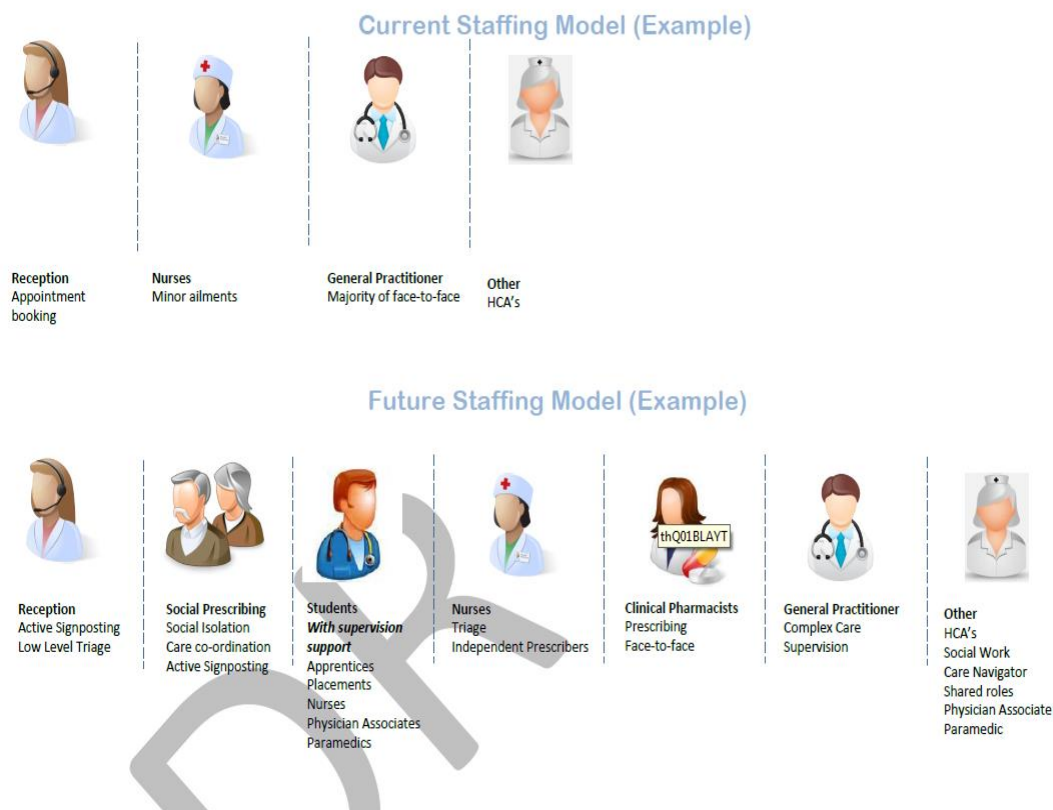 Current Staffing Model (Example)
Reception
Appointment
booking
Nurses
Minor ailments
General Practitioner
Majority of face-to-face
Other
HCA's
Future Staffing Model (Example)
thQ01BLAYT
Reception
Active Signposting
Low Level Triage
Social Prescribing
Social Isolation
Care co-ordination
Active Signposting
Students
With supervision
support
Apprentices
Placements
Nurses
Physician Associates
Paramedics
Nurses
Triage
Independent Prescribers
Clinical Pharmacists
Prescribing
Face-to-face
General Practitioner
Complex Care
Supervision
Other
HCA's
Social Work
Care Navigator
Shared roles
Physician Associate
Paramedic